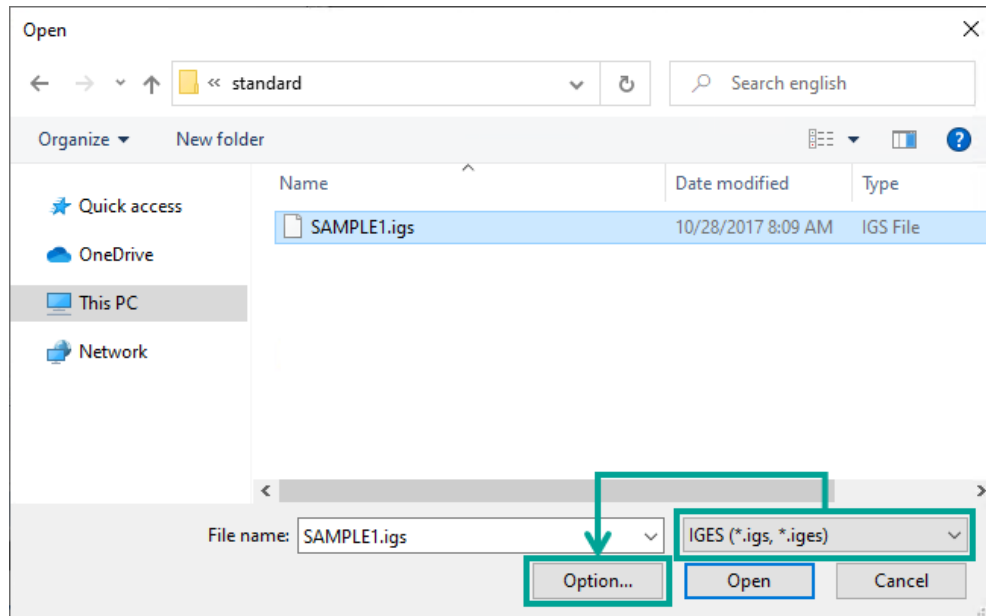 Open
« standard
Search english
Organize
New folder
Name
Date modified
Type
Quick access
OneDrive
This PC
Network
SAMPLE1.igs
10/28/2017 8:09 AM
IGS File
File name:
SAMPLE1.igs
IGES (*.igs, *.iges)
Option...
Open
Cancel